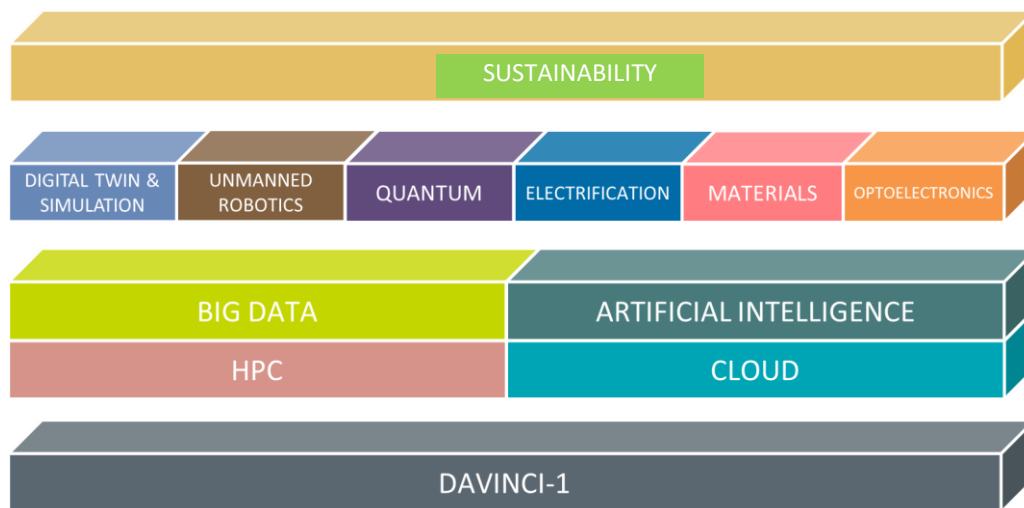 SUSTAINABILITY
DIGITAL TWIN &
SIMULATION
UNMANNED
ROBOTICS
QUANTUM
ELECTRIFICATION
MATERIALS
OPTOELECTRONICS
BIG DATA
ARTIFICIAL INTELLIGENCE
HPC
CLOUD
DAVINCI-1